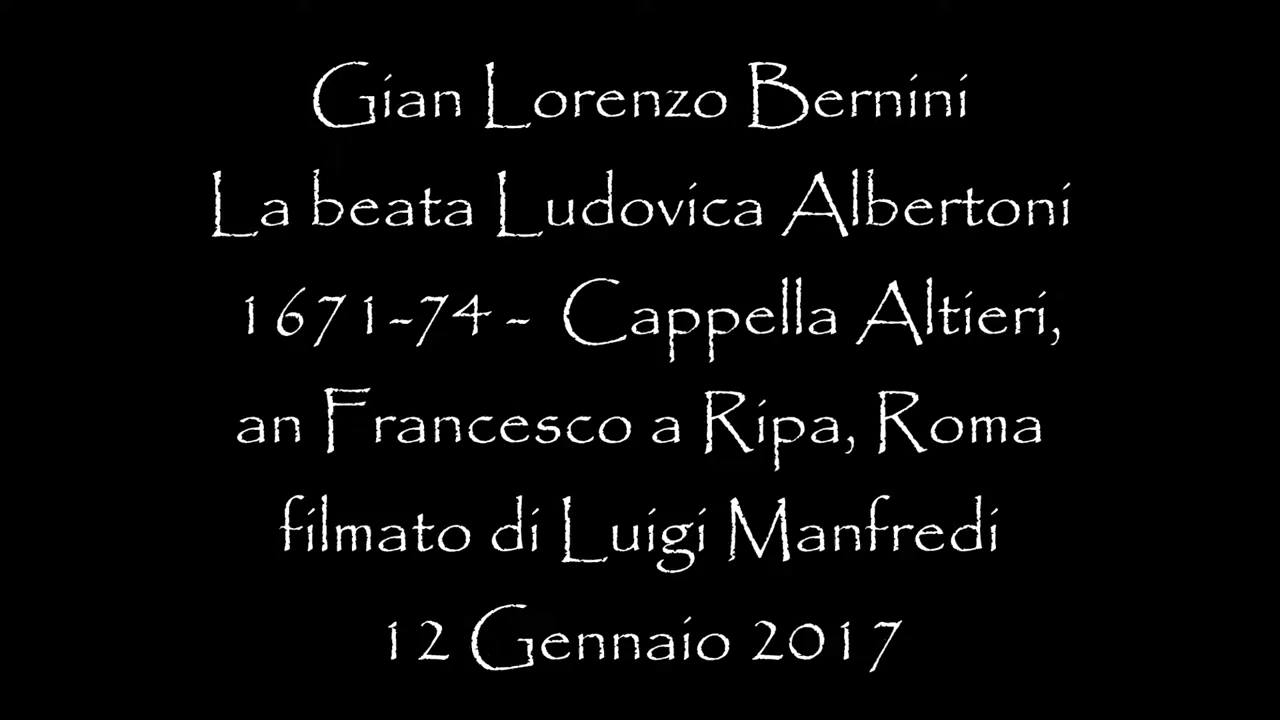 Gian Lorenzo Bernini
La beata Ludovica Albertoni
1671-74 - Cappella Altieri,
an Francesco a Ripa, Roma
filmato di Luigi Manfredi
12 Gennaio 2017